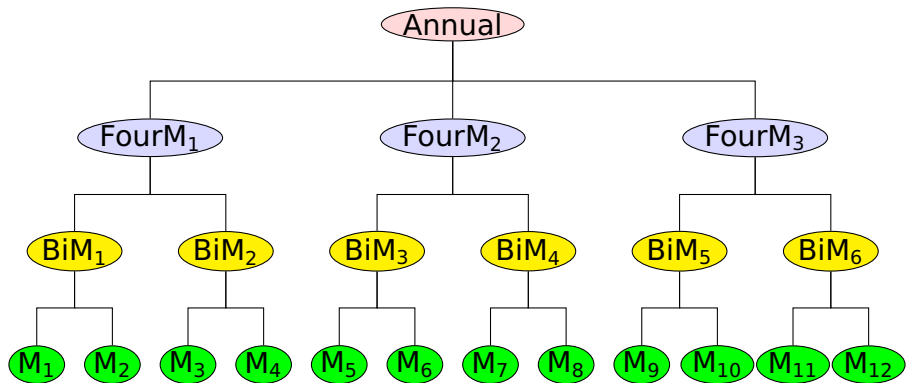 Annual
FourM₁ FourM₂ FourM₃
BiM₁ BiM₂ BiM₃ BiM₄ BiM₅ BiM₆
M₁ M₂ M₃ M₄ M₅ M₆ M₇ M₈ M₉ M₁₀ M₁₁ M₁₂